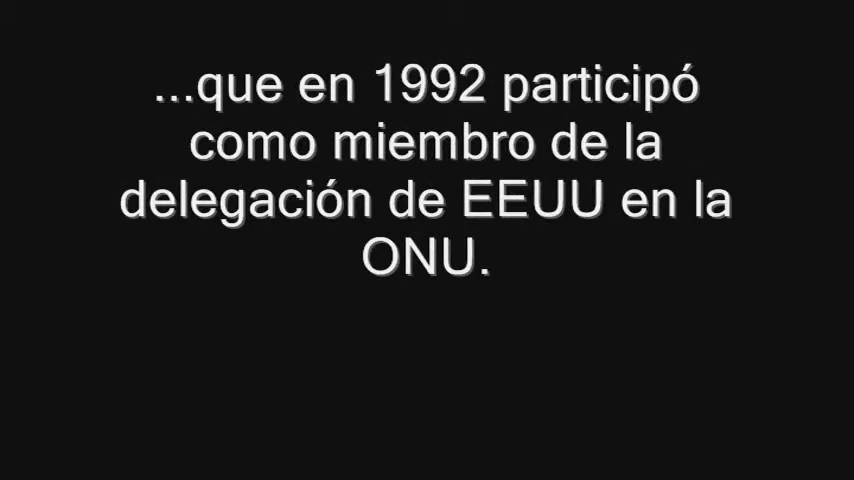 ...que en 1992 participó
como miembro de la
delegación de EEUU en la
ONU.